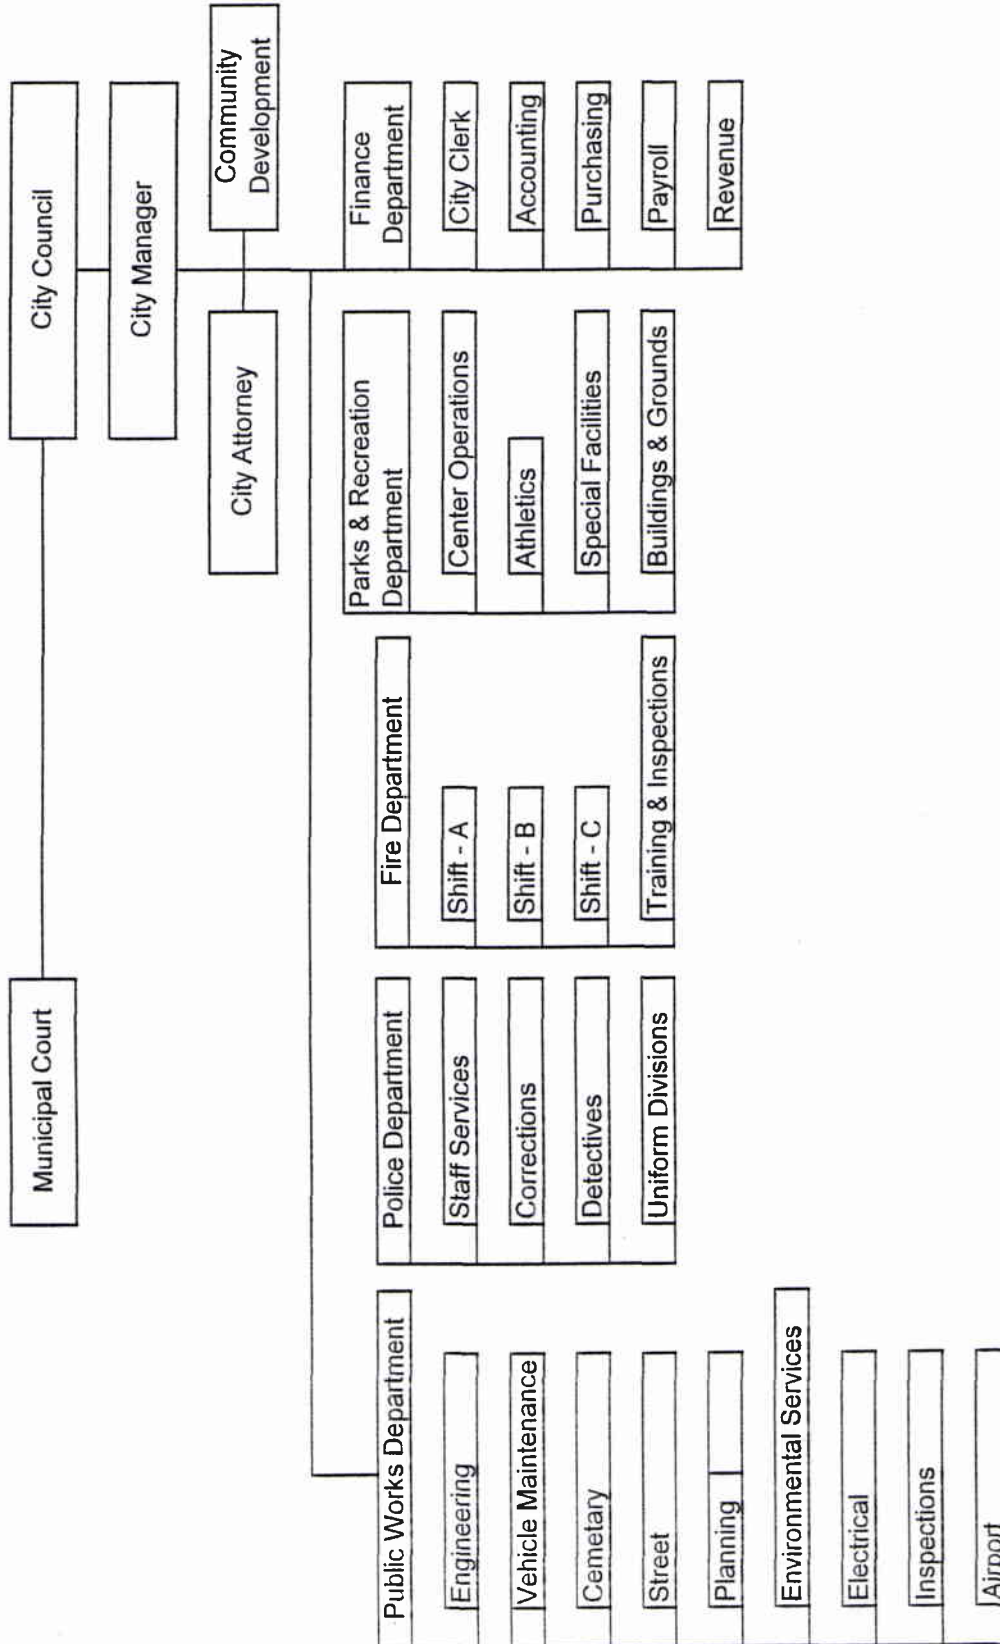 City Council
Municipal Court
City Manager
Community
Development
City Attorney
Public Works Department
Engineering
Vehicle Maintenance
Cemetary
Street
Planning
Environmental Services
Electrical
Inspections
Airport
Police Department
Staff Services
Corrections
Detectives
Uniform Divisions
Fire Department
Shift - A
Shift - B
Shift - C
Training & Inspections
Parks & Recreation
Department
Center Operations
Athletics
Special Facilities
Buildings & Grounds
Finance
Department
City Clerk
Accounting
Purchasing
Payroll
Revenue